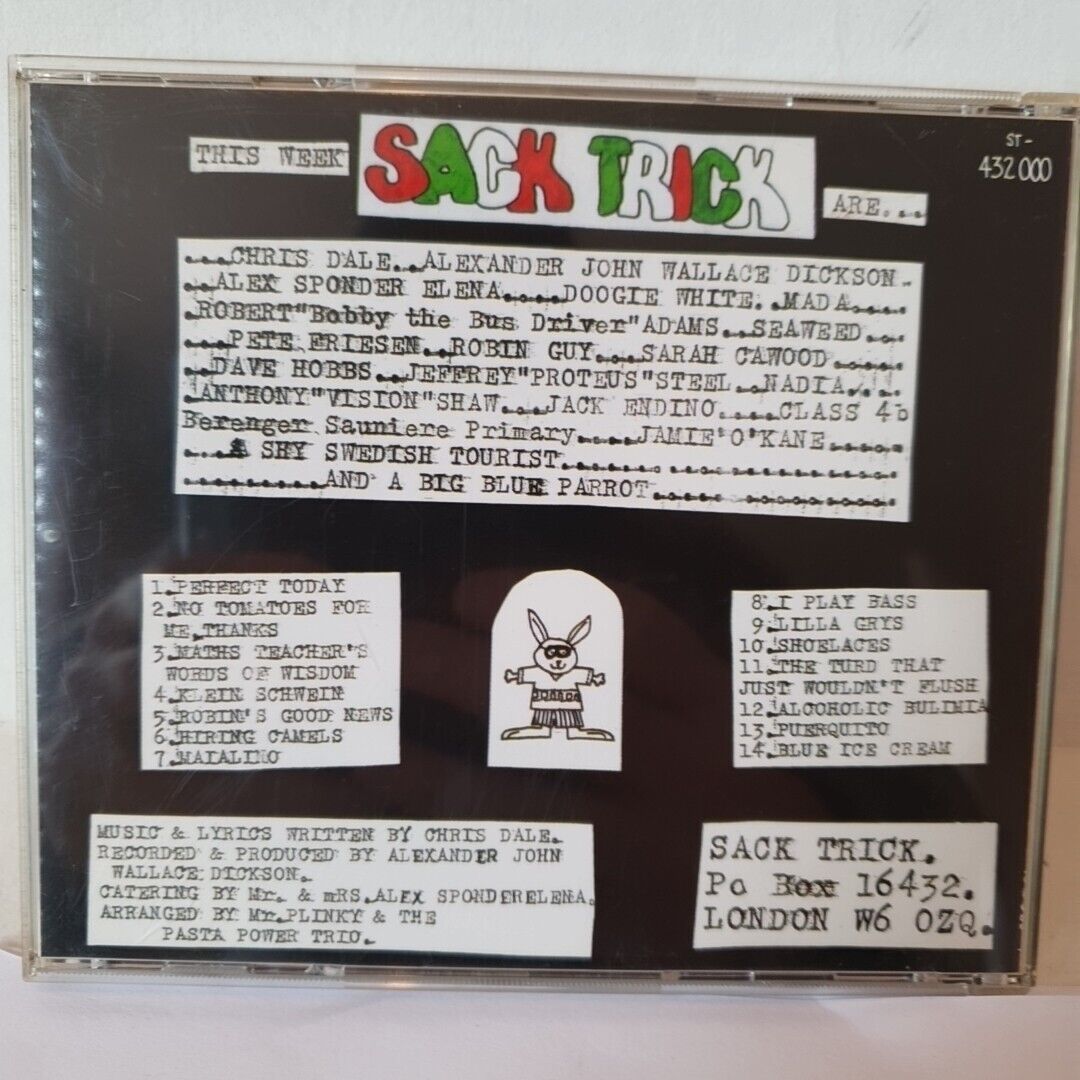 THIS WEEK SACK TRICK ARE...
ST-
432000
...CHRIS DALE..ALEXANDER JOHN WALLACE DICKSON.
..ALEX SPONDER ELENA....DOOGIE WHITE..MADA...
.ROBERT"Bobby the Bus Driver"ADAMS..SEAWEED...
...PETE FRIESEN..ROBIN GUY...SARAH CAWOOD.....
..DAVE HOBBS..JEFFREY"PROTEUS"STEEL..NADIA...
.ANTHONY"VISION"SHAW...JACK ENDINO....CLASS 4b
Berenger Sauniere Primary....JAMIE'O'KANE.....
...A SHY SWEDISH TOURIST......................
.........AND A BIG BLUE PARROT................
1.PERFECT TODAY
2.NO TOMATOES FOR
ME,THANKS
3.MATHS TEACHER'S
WORDS OF WISDOM
4.KLEIN SCHWEIN
5.ROBIN'S GOOD NEWS
6.HIRING CAMELS
7.MAIALINO
8.I PLAY BASS
9.LILLA GRYS
10.SHOELACES
11.THE TURD THAT
JUST WOULDN'T FLUSH
12.ALCOHOLIC BULIMIA
13.PUERQUITO
14.BLUE ICE CREAM
MUSIC & LYRICS WRITTEN BY CHRIS DALE.
RECORDED & PRODUCED BY ALEXANDER JOHN
WALLACE DICKSON.
CATERING BY Mr. & mRS.ALEX SPONDERELENA.
ARRANGED BY Mr.PLINKY & THE
PASTA POWER TRIO.
SACK TRICK.
Po Box 16432.
LONDON W6 OZQ.